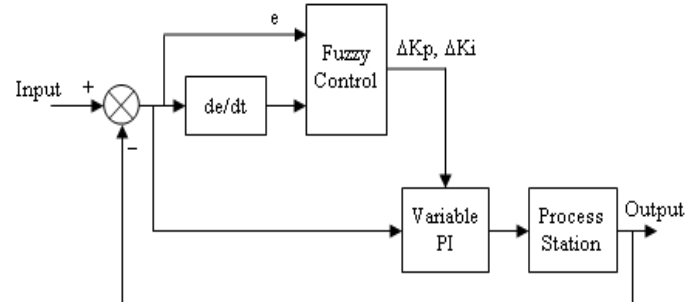 e
Fuzzy
Control
ΔKp, ΔKi
Input
+
de/dt
−
Variable
PI
Process
Station
Output